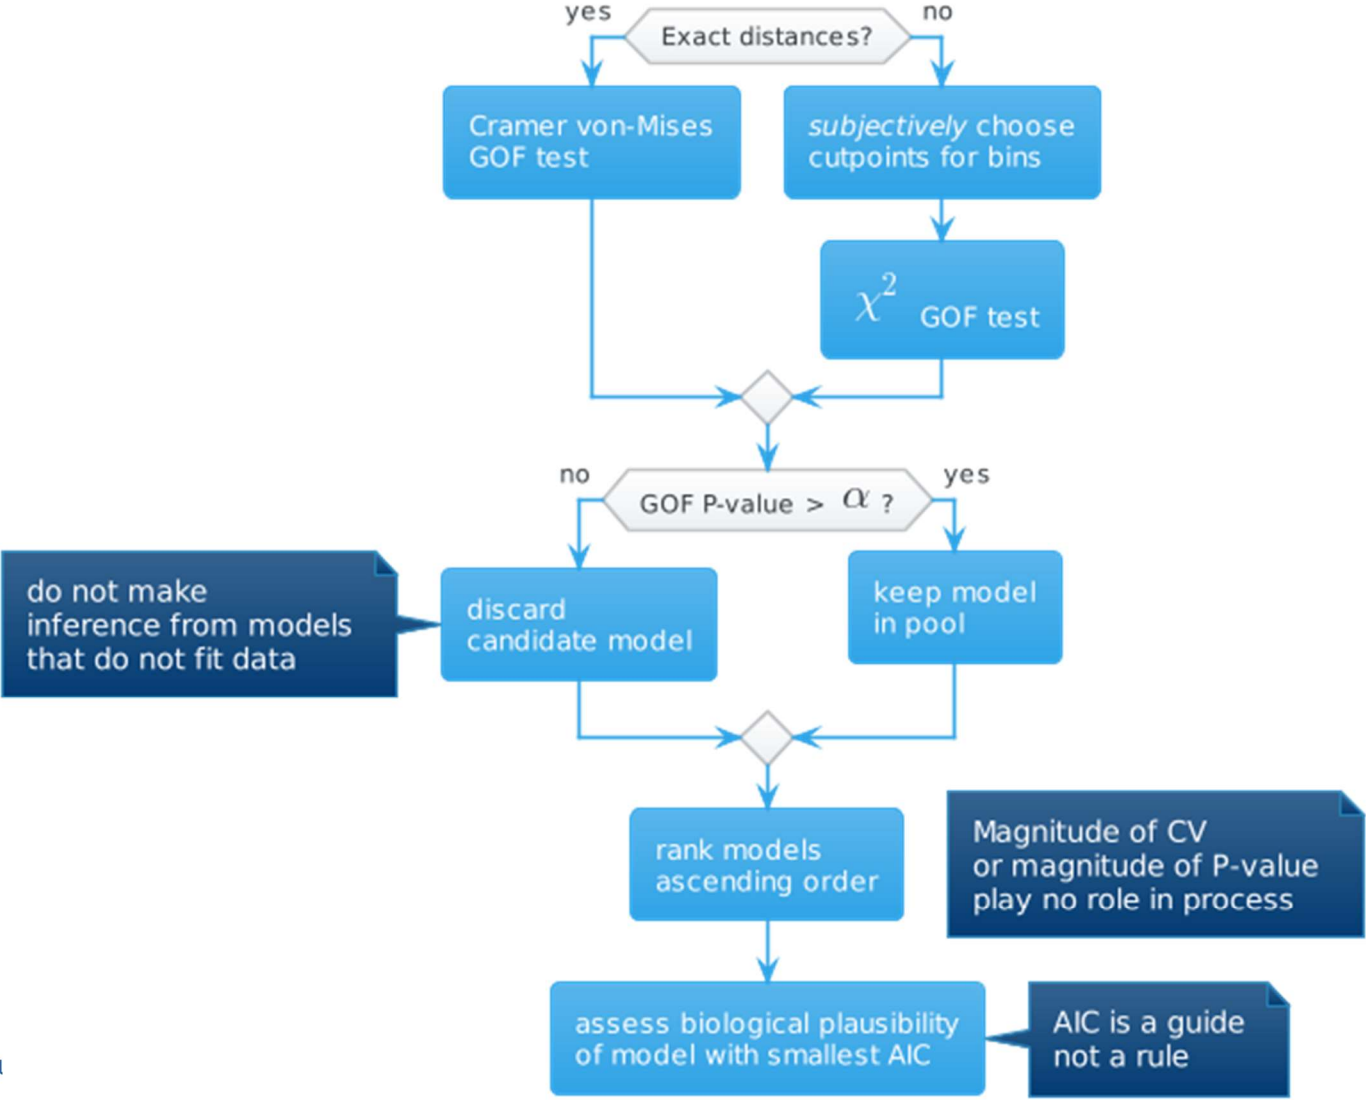 yes
no
Exact distances?
Cramer von-Mises
GOF test
subjectively choose
cutpoints for bins
χ² GOF test
no
yes
GOF P-value > α ?
do not make
inference from models
that do not fit data
discard
candidate model
keep model
in pool
rank models
ascending order
Magnitude of CV
or magnitude of P-value
play no role in process
assess biological plausibility
of model with smallest AIC
AIC is a guide
not a rule